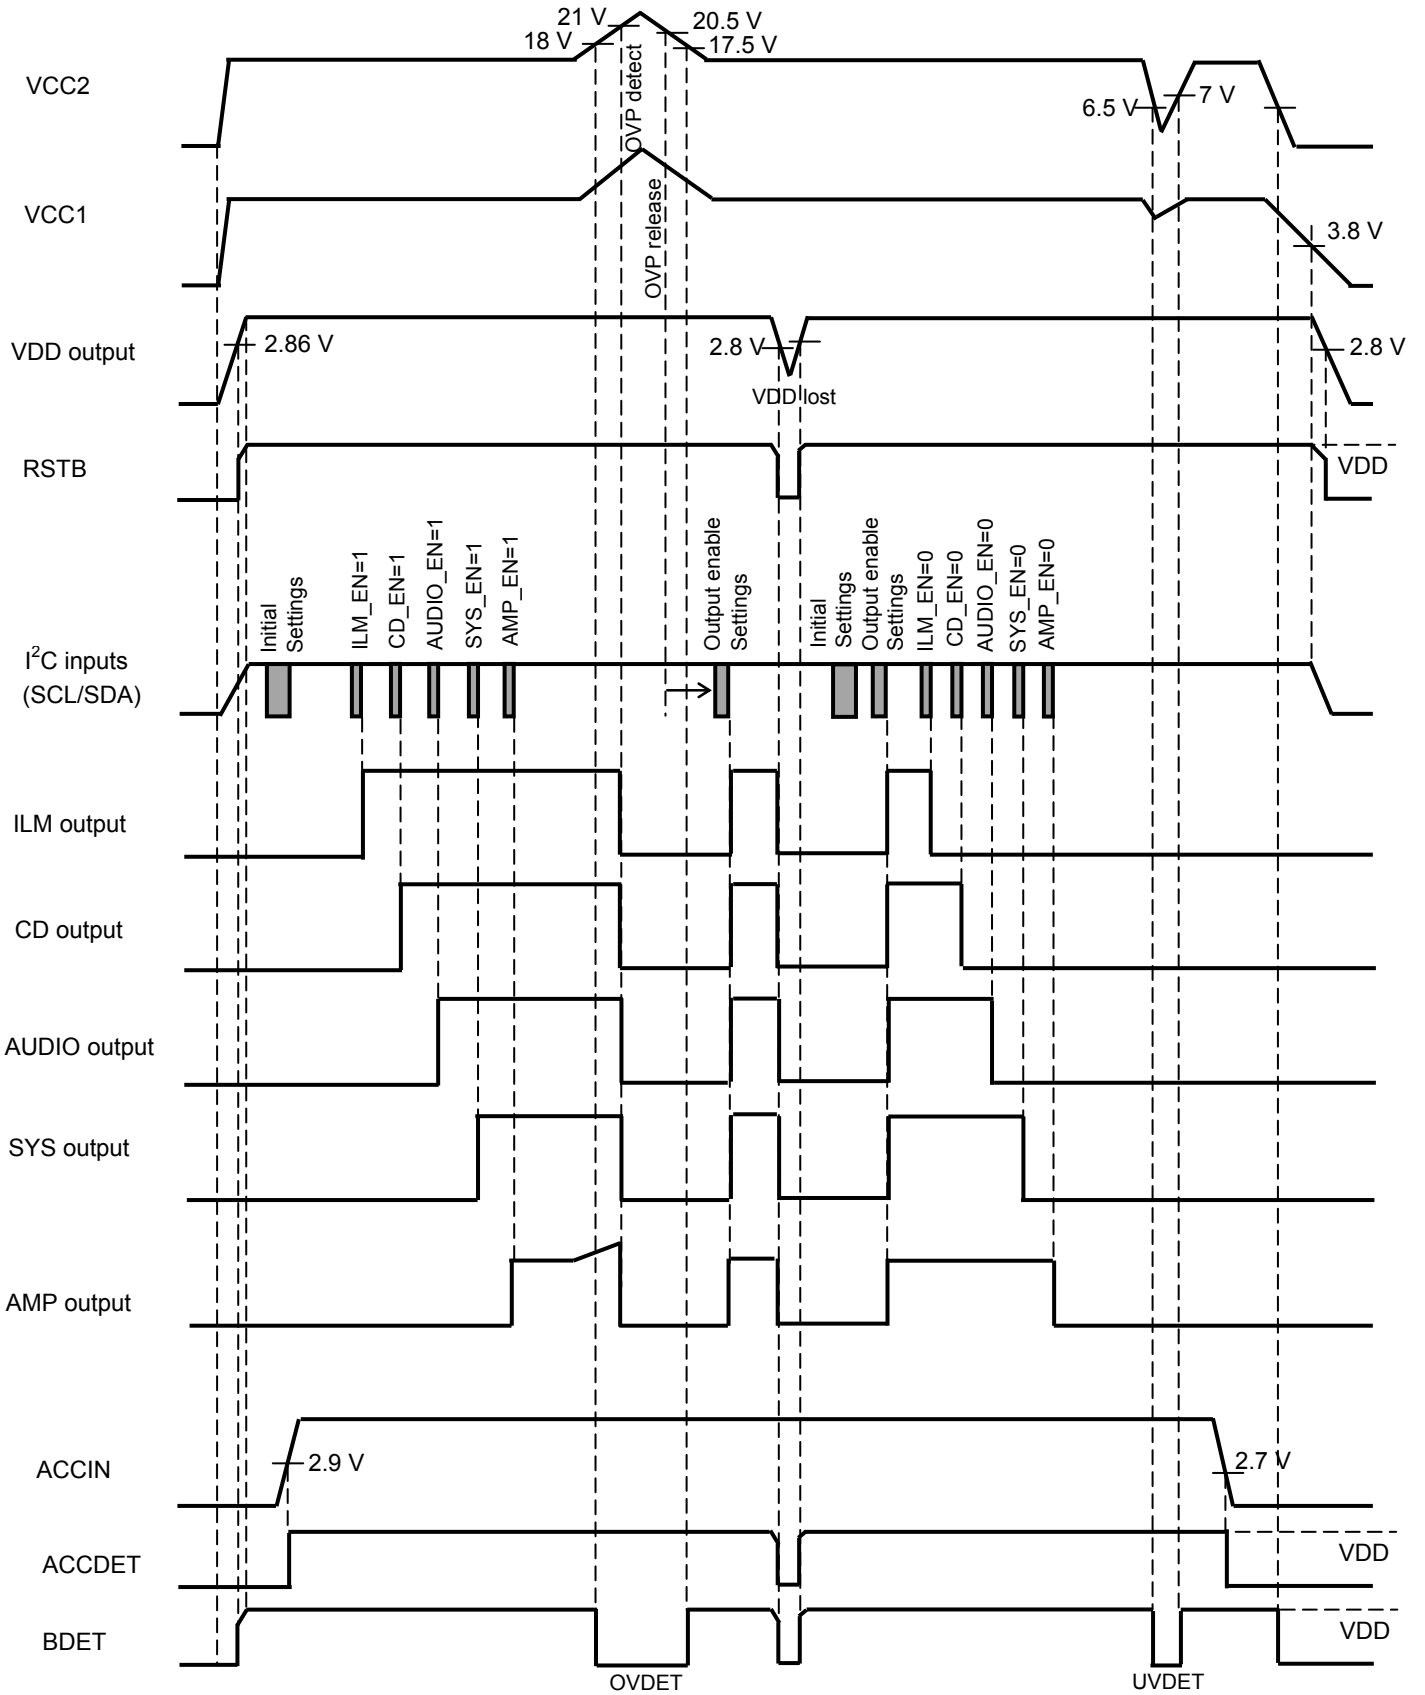 21 V
20.5 V
18 V
17.5 V
VCC2
OVP detect
6.5 V
7 V
OVP release
VCC1
3.8 V
VDD output
2.86 V
2.8 V
2.8 V
VDD lost
RSTB
VDD
Initial
Settings
ILM_EN=1
CD_EN=1
AUDIO_EN=1
SYS_EN=1
AMP_EN=1
Output enable
Settings
Initial
Settings
Output enable
Settings
ILM_EN=0
CD_EN=0
AUDIO_EN=0
SYS_EN=0
AMP_EN=0
I²C inputs
(SCL/SDA)
ILM output
CD output
AUDIO output
SYS output
AMP output
ACCIN
2.9 V
2.7 V
ACCDET
VDD
BDET
VDD
OVDET
UVDET